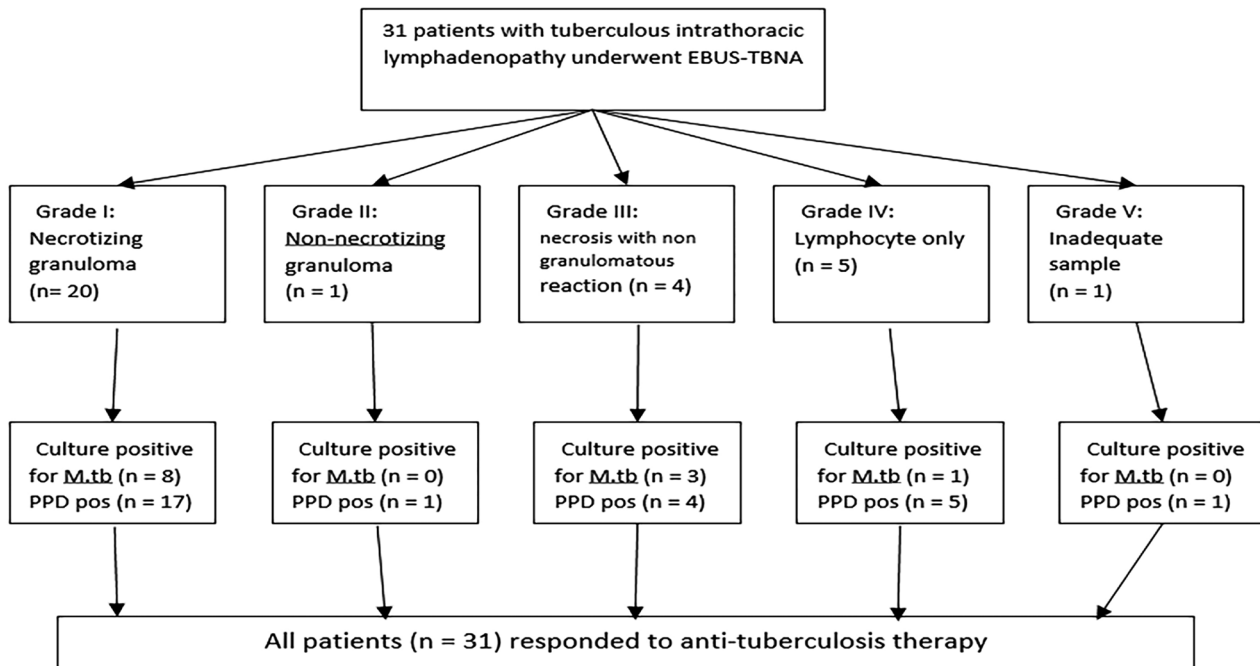 31 patients with tuberculous intrathoracic
lymphadenopathy underwent EBUS-TBNA
Grade I:
Necrotizing
granuloma
(n= 20)
Grade II:
Non-necrotizing
granuloma
(n = 1)
Grade III:
necrosis with non
granulomatous
reaction (n = 4)
Grade IV:
Lymphocyte only
(n = 5)
Grade V:
Inadequate
sample
(n = 1)
Culture positive
for M.tb (n = 8)
PPD pos (n = 17)
Culture positive
for M.tb (n = 0)
PPD pos (n = 1)
Culture positive
for M.tb (n = 3)
PPD pos (n = 4)
Culture positive
for M.tb (n = 1)
PPD pos (n = 5)
Culture positive
for M.tb (n = 0)
PPD pos (n = 1)
All patients (n = 31) responded to anti-tuberculosis therapy